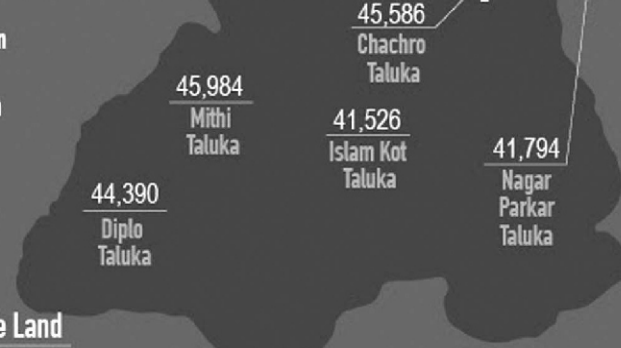 45,586
Chachro
Taluka
45,984
Mithi
Taluka
41,526
Islam Kot
Taluka
41,794
Nagar
Parkar
Taluka
44,390
Diplo
Taluka
Land